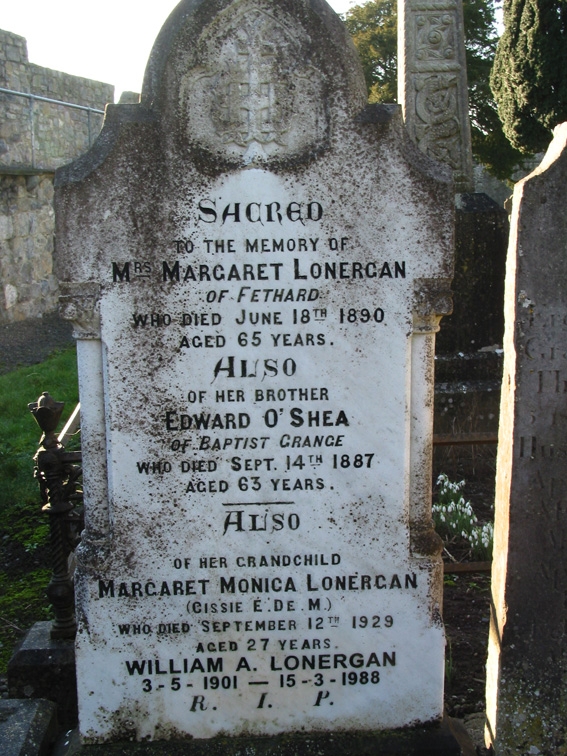 SACRED
TO THE MEMORY OF
MRS MARGARET LONERGAN
OF FETHARD
WHO DIED JUNE 18TH 1890
AGED 65 YEARS.
ALSO
OF HER BROTHER
EDWARD O'SHEA
OF BAPTIST GRANGE
WHO DIED SEPT. 14TH 1887
AGED 63 YEARS.
ALSO
OF HER GRANDCHILD
MARGARET MONICA LONERGAN
(CISSIE E. DE M.)
WHO DIED SEPTEMBER 12TH 1929
AGED 27 YEARS.
WILLIAM A. LONERGAN
3-5-1901 — 15-3-1988
R. I. P.